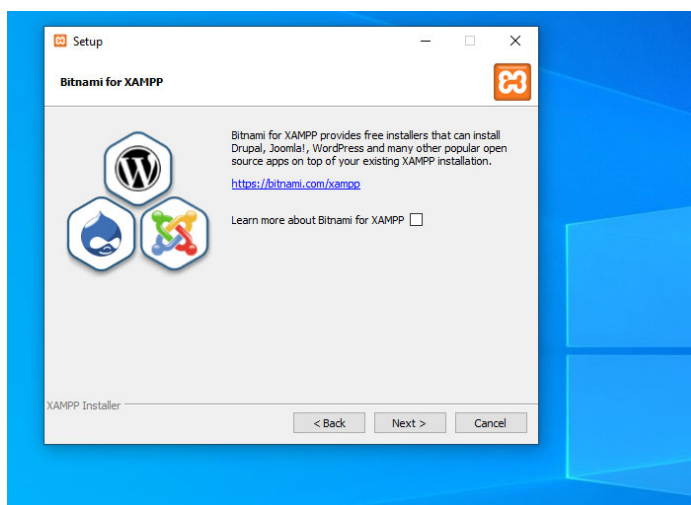 Setup
Bitnami for XAMPP
Bitnami for XAMPP provides free installers that can install
Drupal, Joomla!, WordPress and many other popular open
source apps on top of your existing XAMPP installation.
https://bitnami.com/xampp
Learn more about Bitnami for XAMPP
XAMPP Installer
< Back
Next >
Cancel